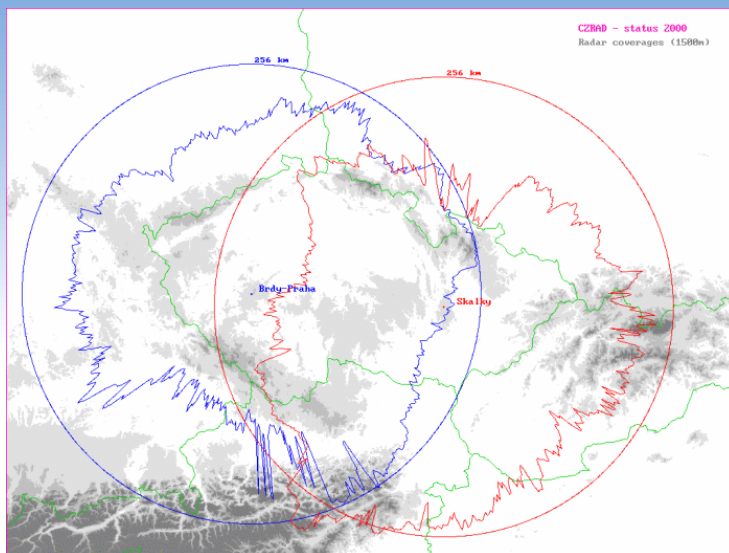 CZRAD - status 2000
Radar coverages (1500m)
256 km
256 km
Brdy-Praha
Skalky